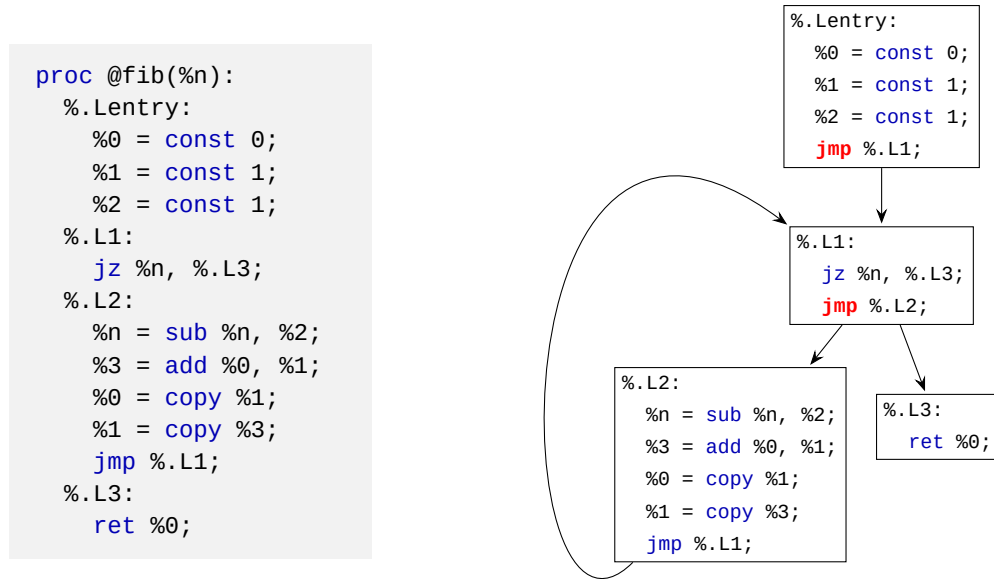 proc @fib(%n):
%.Lentry:
%0 = const 0;
%1 = const 1;
%2 = const 1;
%.L1:
jz %n, %.L3;
%.L2:
%n = sub %n, %2;
%3 = add %0, %1;
%0 = copy %1;
%1 = copy %3;
jmp %.L1;
%.L3:
ret %0;
%.Lentry:
%0 = const 0;
%1 = const 1;
%2 = const 1;
jmp %.L1;
%.L1:
jz %n, %.L3;
jmp %.L2;
%.L2:
%n = sub %n, %2;
%3 = add %0, %1;
%0 = copy %1;
%1 = copy %3;
jmp %.L1;
%.L3:
ret %0;